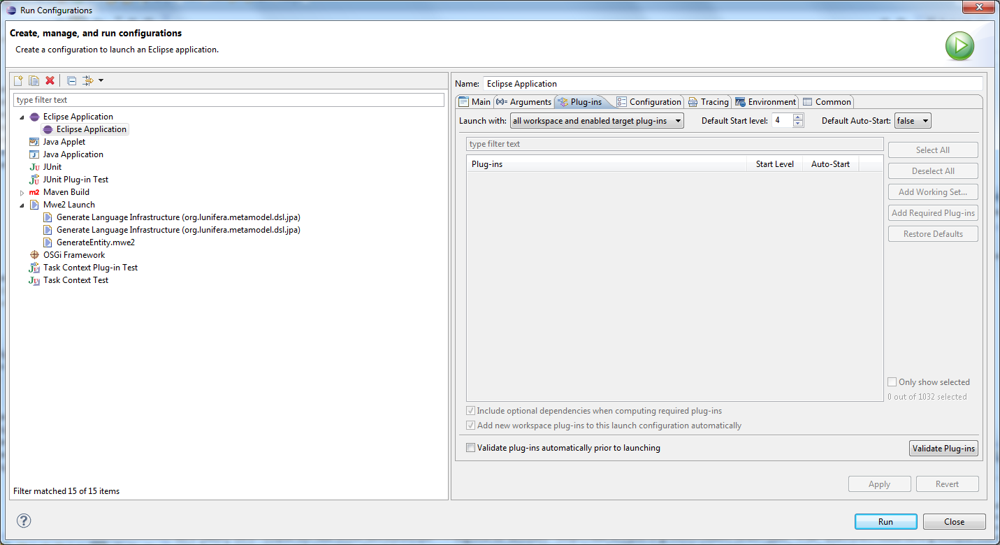 Run Configurations
Create, manage, and run configurations
Create a configuration to launch an Eclipse application.
type filter text
Eclipse Application
Eclipse Application
Java Applet
Java Application
JU JUnit
JUnit Plug-in Test
m2 Maven Build
Mwe2 Launch
Generate Language Infrastructure (org.lunifera.metamodel.dsl.jpa)
Generate Language Infrastructure (org.lunifera.metamodel.dsl.jpa)
GenerateEntity.mwe2
OSGi Framework
Task Context Plug-in Test
Task Context Test
Filter matched 15 of 15 items
Name: Eclipse Application
Main (x)= Arguments Plug-ins Configuration Tracing Environment Common
Launch with: all workspace and enabled target plug-ins Default Start level: 4 Default Auto-Start: false
type filter text
Plug-ins Start Level Auto-Start
Select All
Deselect All
Add Working Set...
Add Required Plug-ins
Restore Defaults
Only show selected
0 out of 1032 selected
Include optional dependencies when computing required plug-ins
Add new workspace plug-ins to this launch configuration automatically
Validate plug-ins automatically prior to launching Validate Plug-ins
Apply Revert
? Run Close